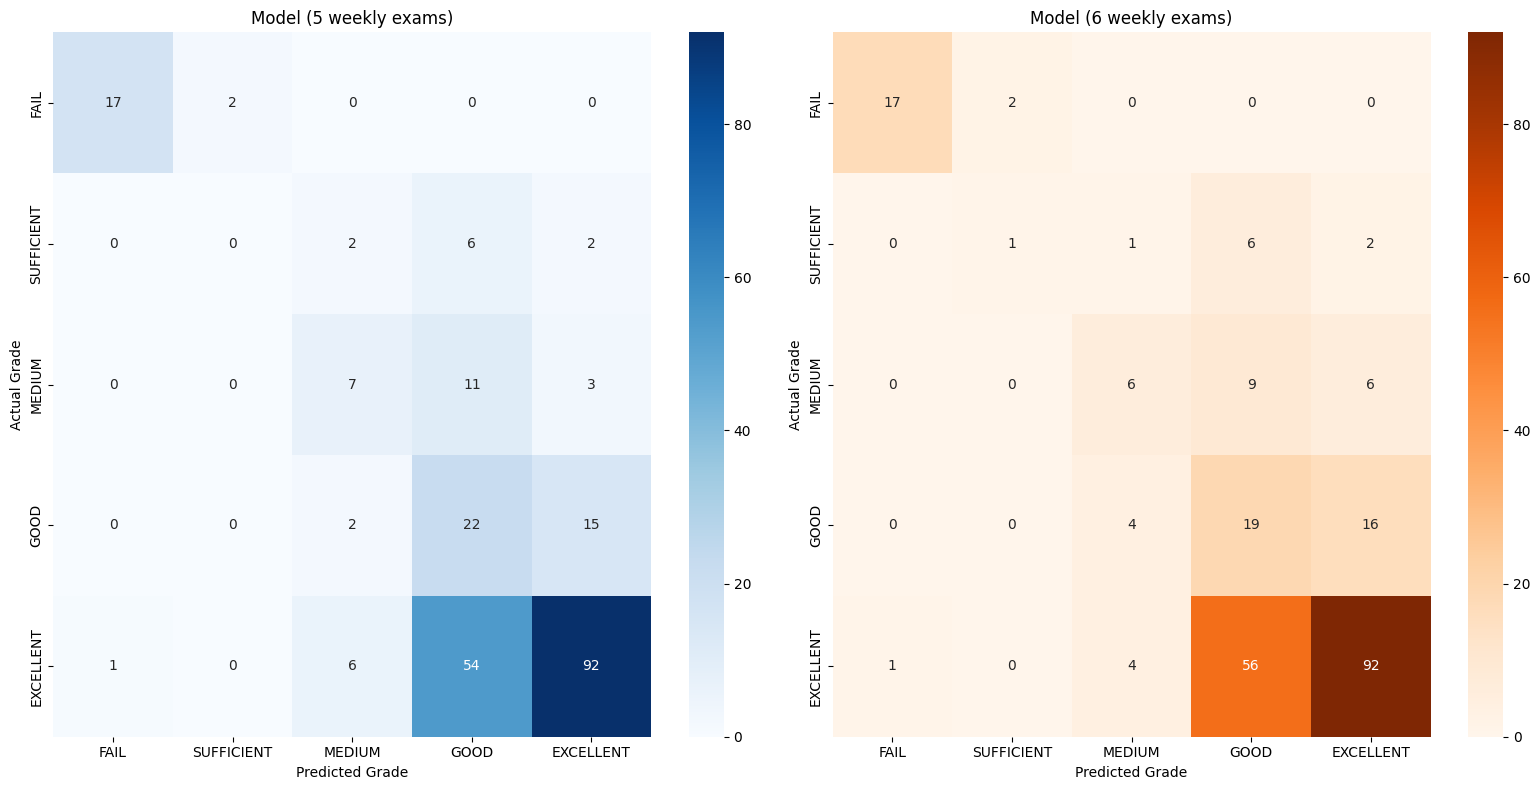 Model (5 weekly exams)
Actual Grade
FAIL 17 2 0 0 0
SUFFICIENT 0 0 2 6 2
MEDIUM 0 0 7 11 3
GOOD 0 0 2 22 15
EXCELLENT 1 0 6 54 92
FAIL SUFFICIENT MEDIUM GOOD EXCELLENT
Predicted Grade
80
60
40
20
0
Model (6 weekly exams)
Actual Grade
FAIL 17 2 0 0 0
SUFFICIENT 0 1 1 6 2
MEDIUM 0 0 6 9 6
GOOD 0 0 4 19 16
EXCELLENT 1 0 4 56 92
FAIL SUFFICIENT MEDIUM GOOD EXCELLENT
Predicted Grade
80
60
40
20
0